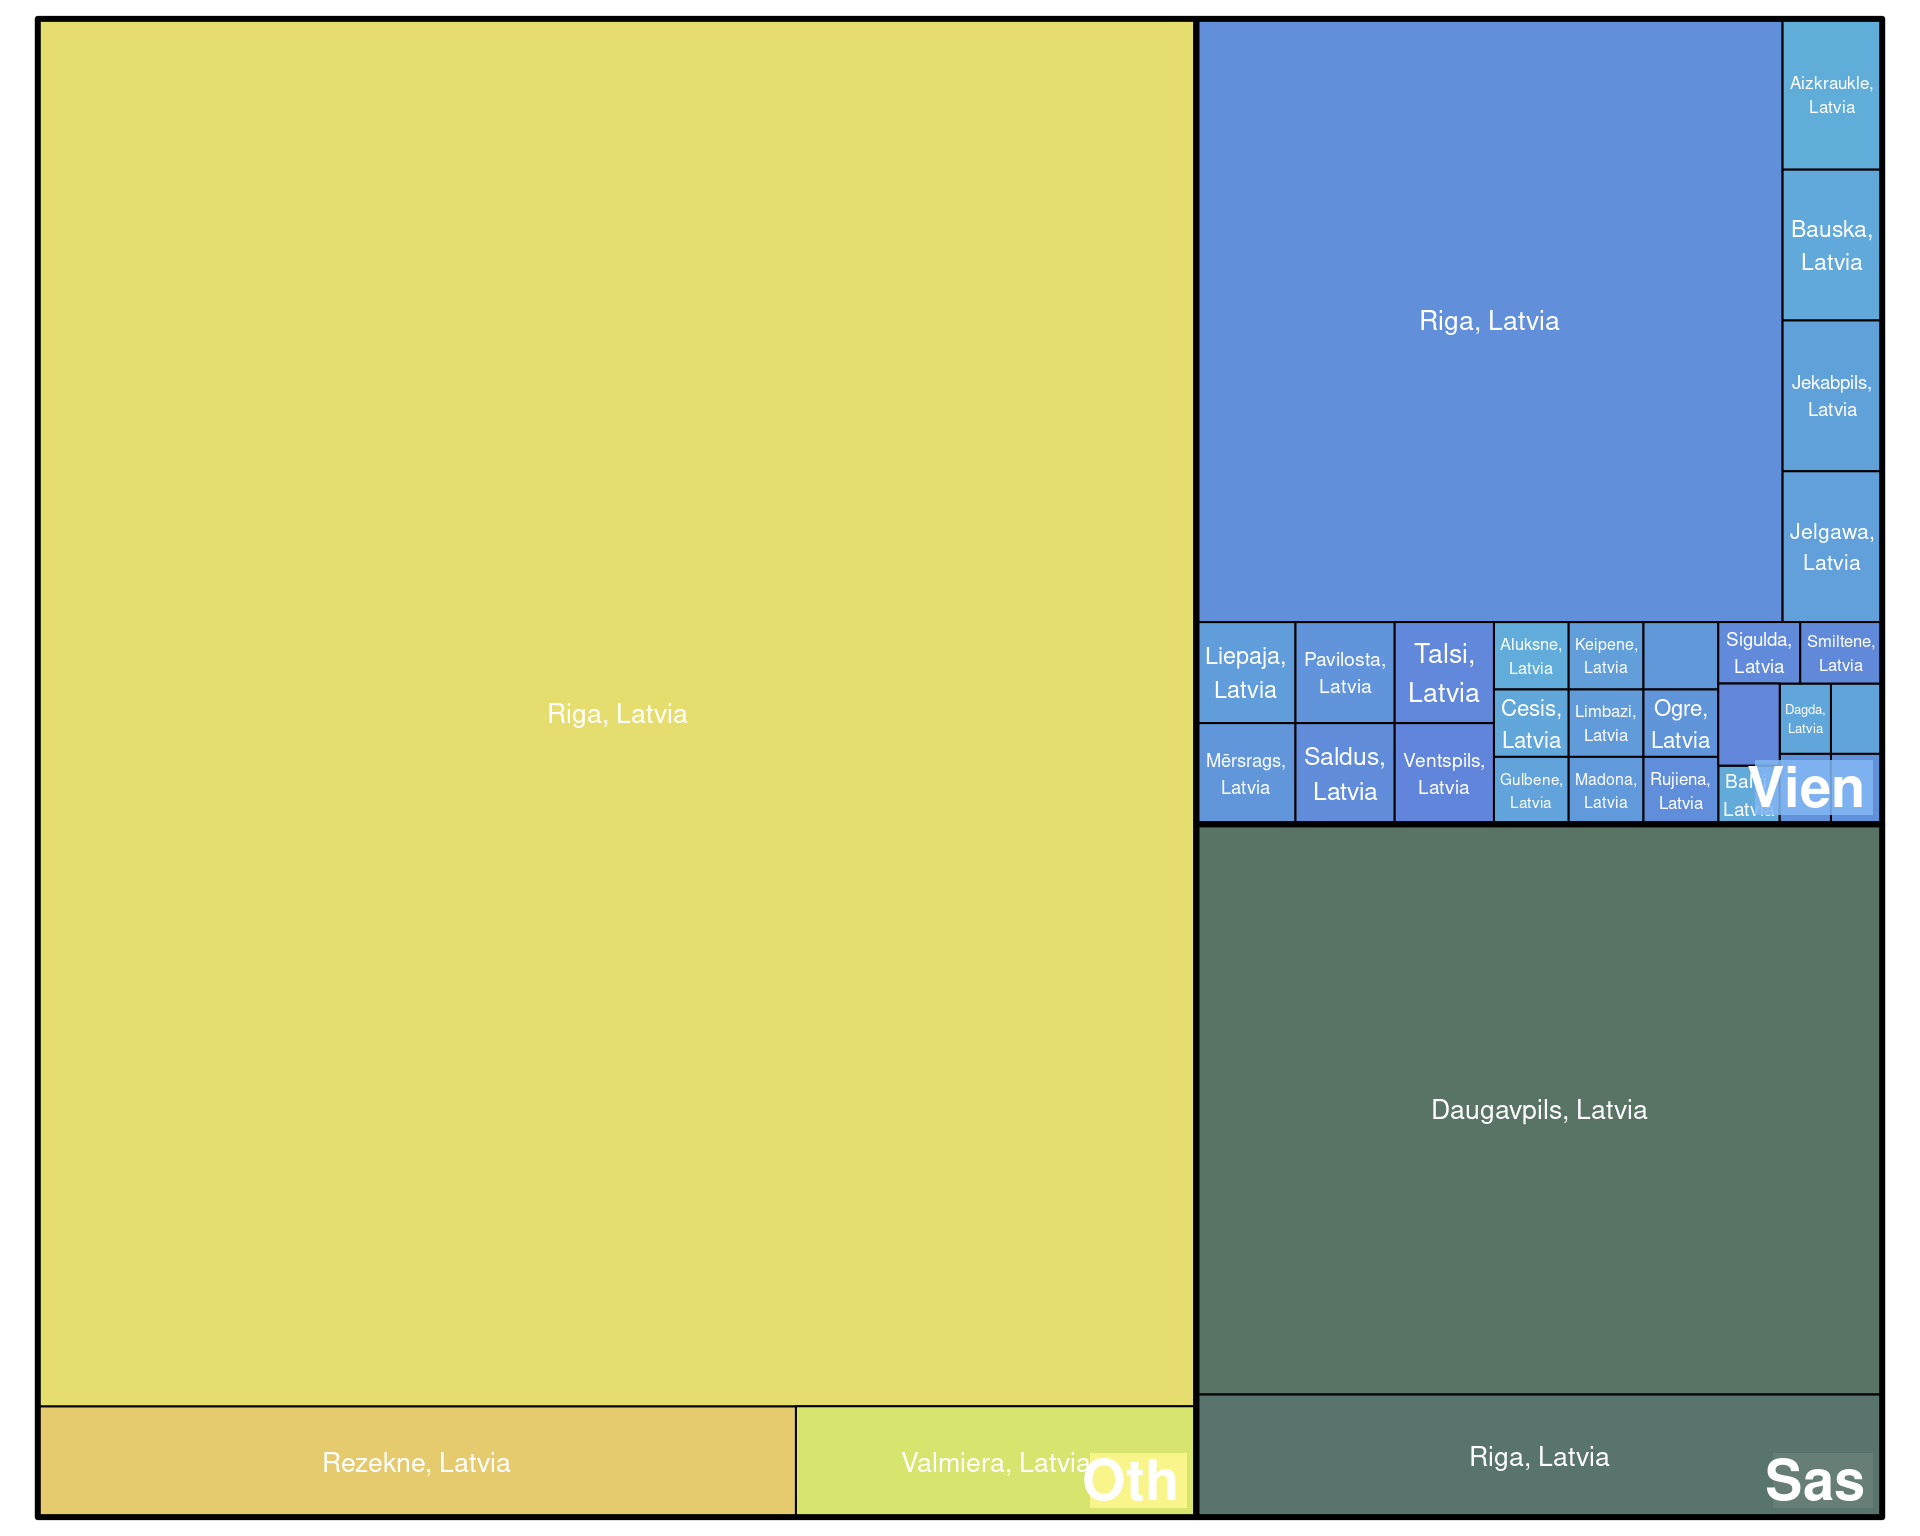 Riga, Latvia
Rezekne, Latvia
Valmiera, Latvia
Oth
Riga, Latvia
Aizkraukle,
Latvia
Bauska,
Latvia
Jekabpils,
Latvia
Jelgawa,
Latvia
Liepaja,
Latvia
Pavilosta,
Latvia
Talsi,
Latvia
Mērsrags,
Latvia
Saldus,
Latvia
Ventspils,
Latvia
Aluksne,
Latvia
Keipene,
Latvia
Cesis,
Latvia
Limbazi,
Latvia
Ogre,
Latvia
Gulbene,
Latvia
Madona,
Latvia
Rujiena,
Latvia
Sigulda,
Latvia
Smiltene,
Latvia
Dagda,
Latvia
Latvia
Vien
Daugavpils, Latvia
Riga, Latvia
Sas